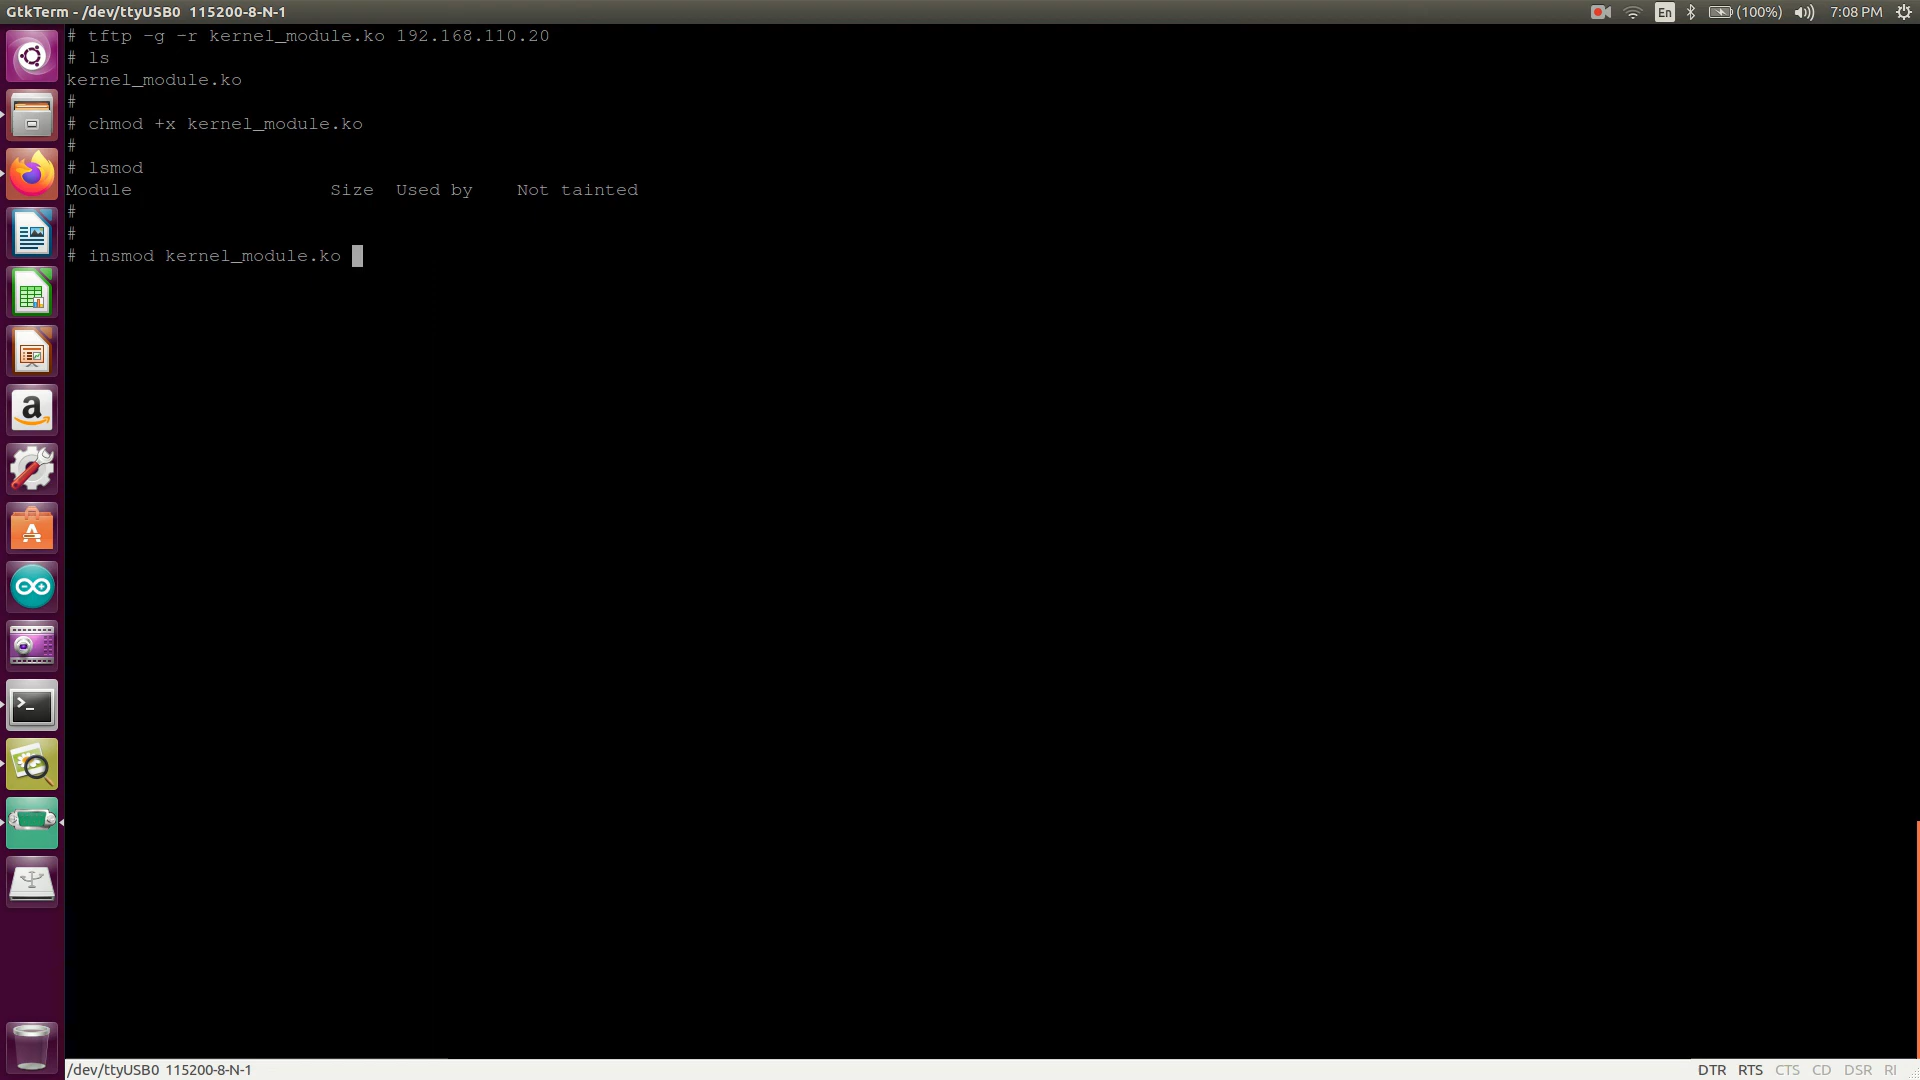 GtkTerm - /dev/ttyUSB0 115200-8-N-1
En (100%) 7:08 PM
# tftp -g -r kernel_module.ko 192.168.110.20
# ls
kernel_module.ko
#
# chmod +x kernel_module.ko
#
# lsmod
Module Size Used by Not tainted
#
#
# insmod kernel_module.ko
/dev/ttyUSB0 115200-8-N-1
DTR RTS CTS CD DSR RI